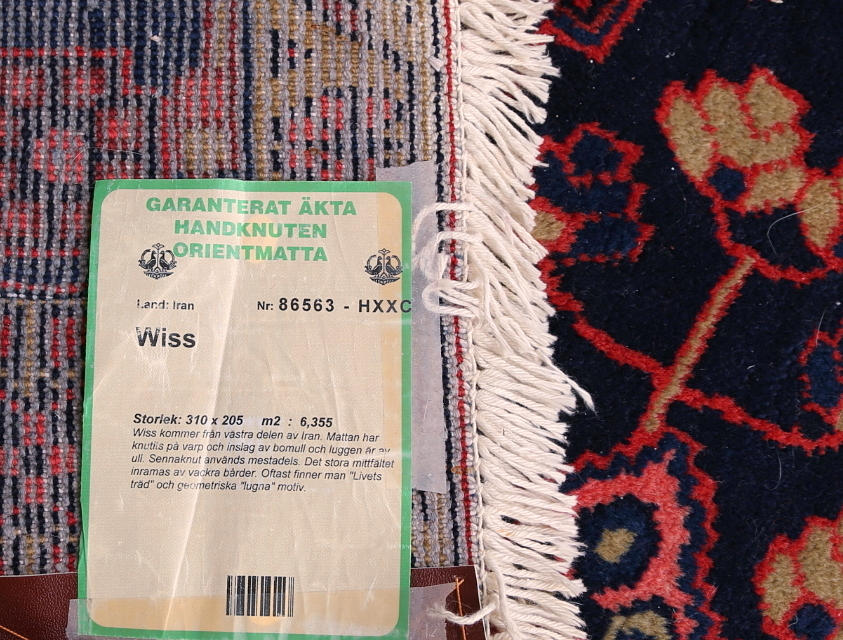 GARANTERAT ÄKTA
HANDKNUTEN
ORIENTMATTA
Land: Iran Nr: 86563 - HXXC
Wiss
Storlek: 310 x 205 m2 : 6,355
Wiss kommer från västra delen av Iran. Mattan har
knutits på varp och inslag av bomull och luggen är av
ull. Sennaknut används mestadels. Det stora mittfältet
inramas av vackra bårder. Oftast finner man "Livets
träd" och geometriska "lugna" motiv.